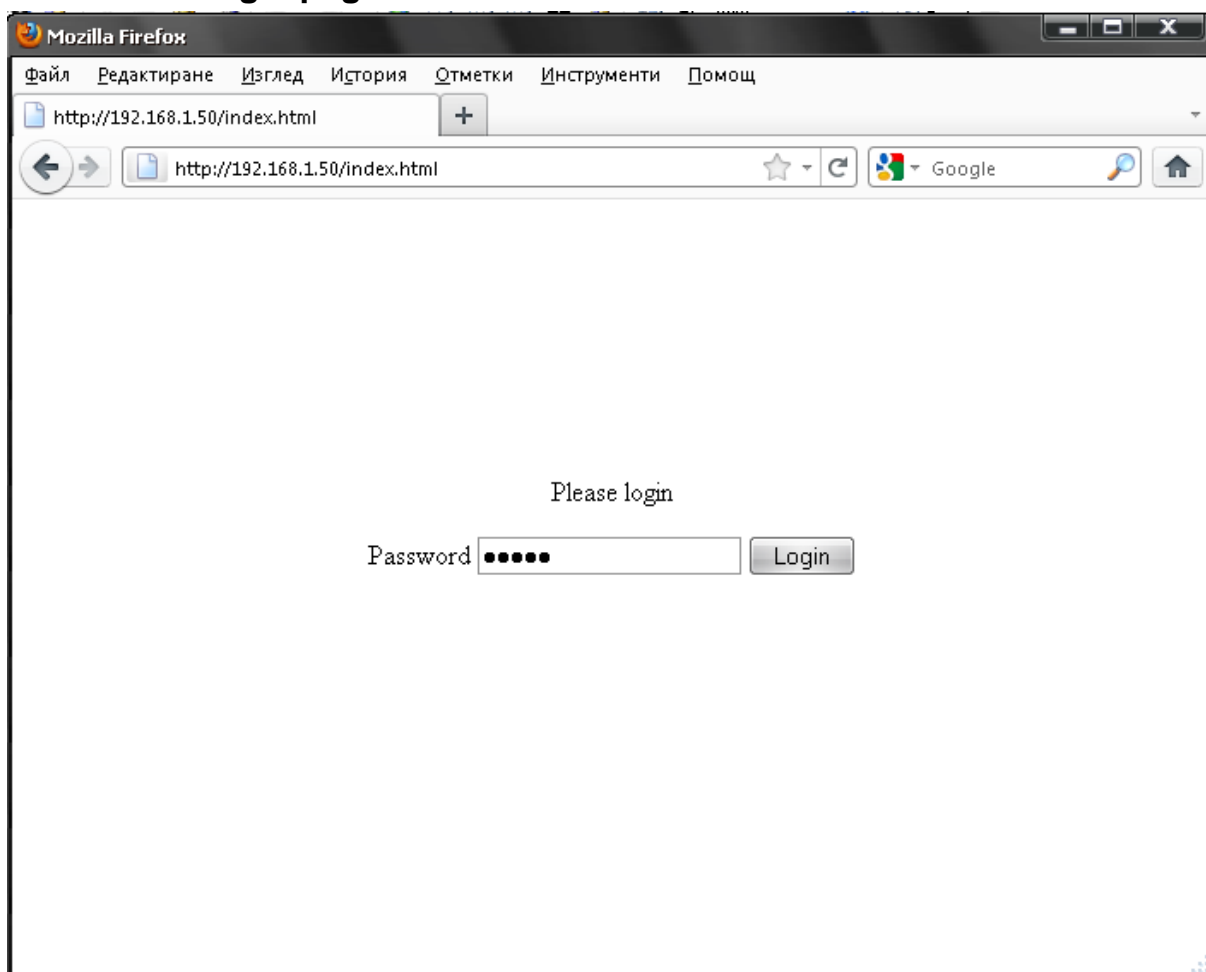 Mozilla Firefox
Файл Редактиране Изглед История Отметки Инструменти Помощ
http://192.168.1.50/index.html
http://192.168.1.50/index.html Google
Please login
Password ●●●●● Login